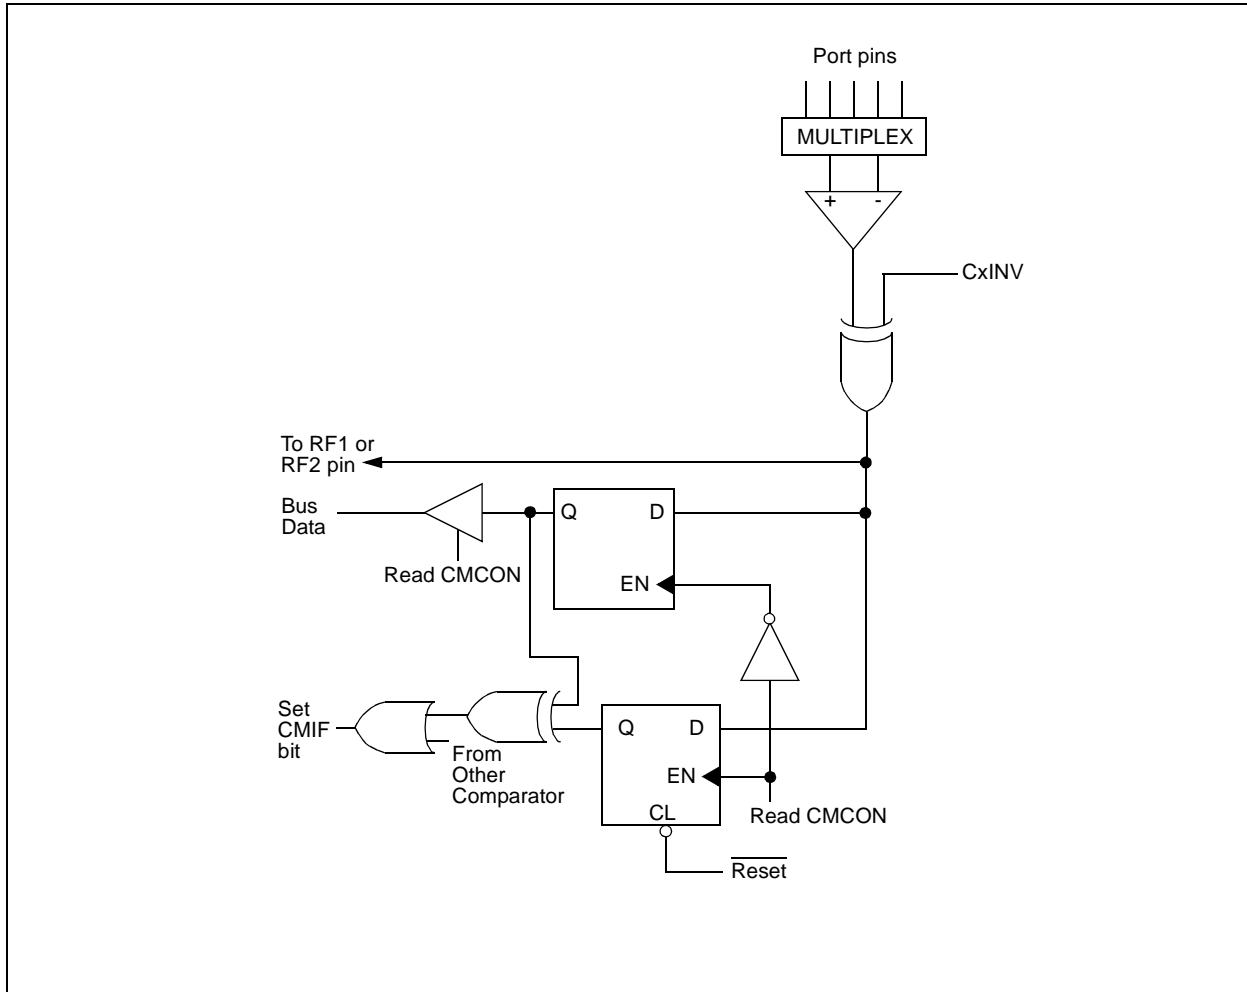 Port pins
MULTIPLEX
+ -
CxINV
To RF1 or
RF2 pin
Bus
Data
Q D
EN
Read CMCON
Set
CMIF
bit
From
Other
Comparator
Q D
EN
CL
Read CMCON
Reset